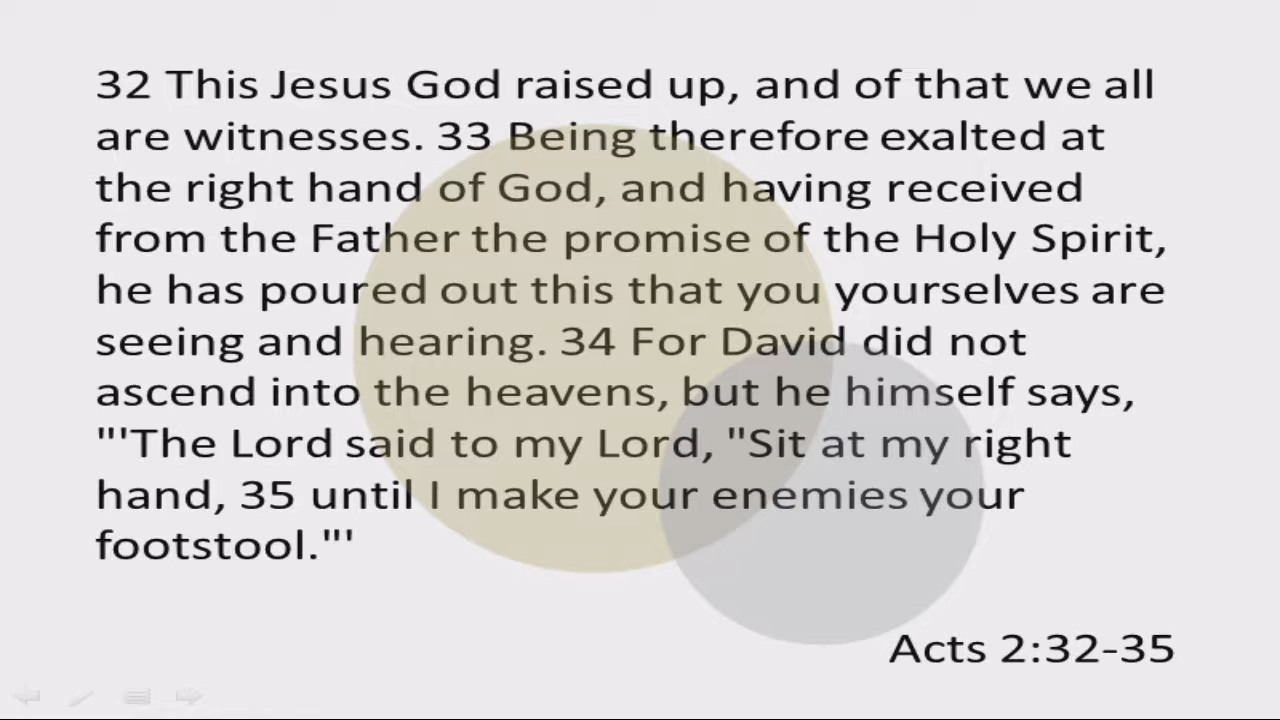 32 This Jesus God raised up, and of that we all
are witnesses. 33 Being therefore exalted at
the right hand of God, and having received
from the Father the promise of the Holy Spirit,
he has poured out this that you yourselves are
seeing and hearing. 34 For David did not
ascend into the heavens, but he himself says,
"'The Lord said to my Lord, "Sit at my right
hand, 35 until I make your enemies your
footstool."'
Acts 2:32-35